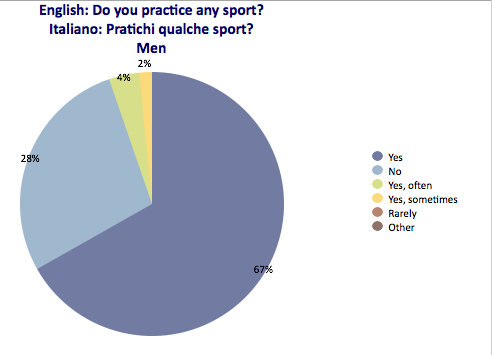 English: Do you practice any sport?
Italiano: Pratichi qualche sport?
Men
2%
4%
28%
67%
Yes
No
Yes, often
Yes, sometimes
Rarely
Other